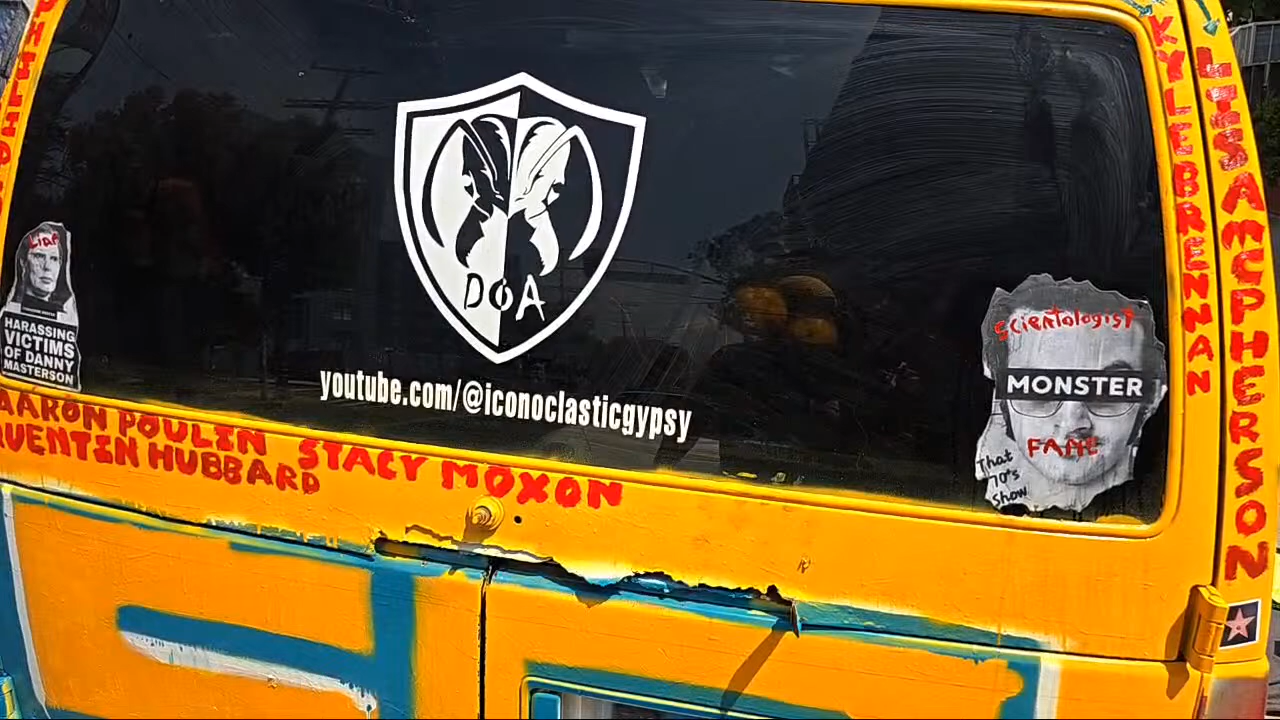 DOA
youtube.com/@iconoclasticgypsy
Liar
HARASSING
VICTIMS
OF DANNY
MASTERSON
Scientologist
MONSTER
FAME
That
70's
Show
AARON POULIN
QUENTIN HUBBARD
STACY MOXON
KYLE BRENNAN
LISA MCPHERSON